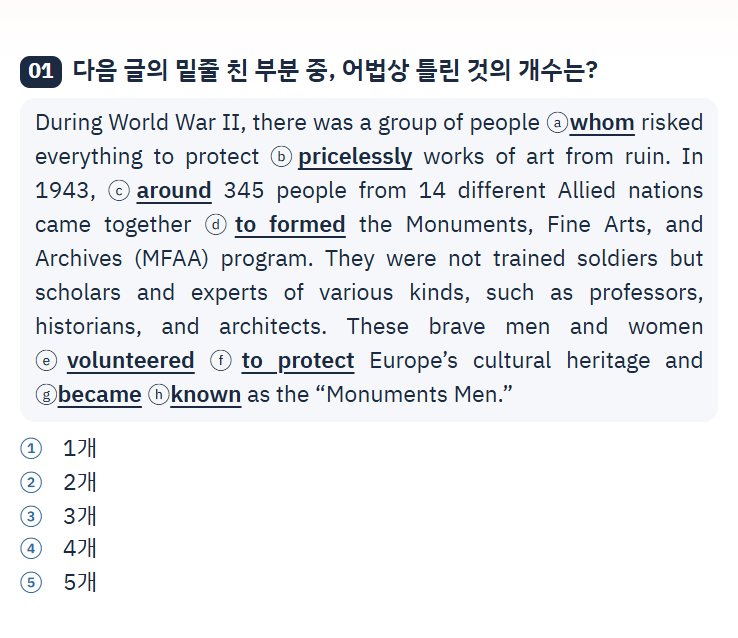 01 다음 글의 밑줄 친 부분 중, 어법상 틀린 것의 개수는?
During World War II, there was a group of people ⓐwhom risked
everything to protect ⓑ pricelessly works of art from ruin. In
1943, ⓒ around 345 people from 14 different Allied nations
came together ⓓ to formed the Monuments, Fine Arts, and
Archives (MFAA) program. They were not trained soldiers but
scholars and experts of various kinds, such as professors,
historians, and architects. These brave men and women
ⓔ volunteered ⓕ to protect Europe’s cultural heritage and
ⓖbecame ⓗknown as the “Monuments Men.”
① 1개
② 2개
③ 3개
④ 4개
⑤ 5개